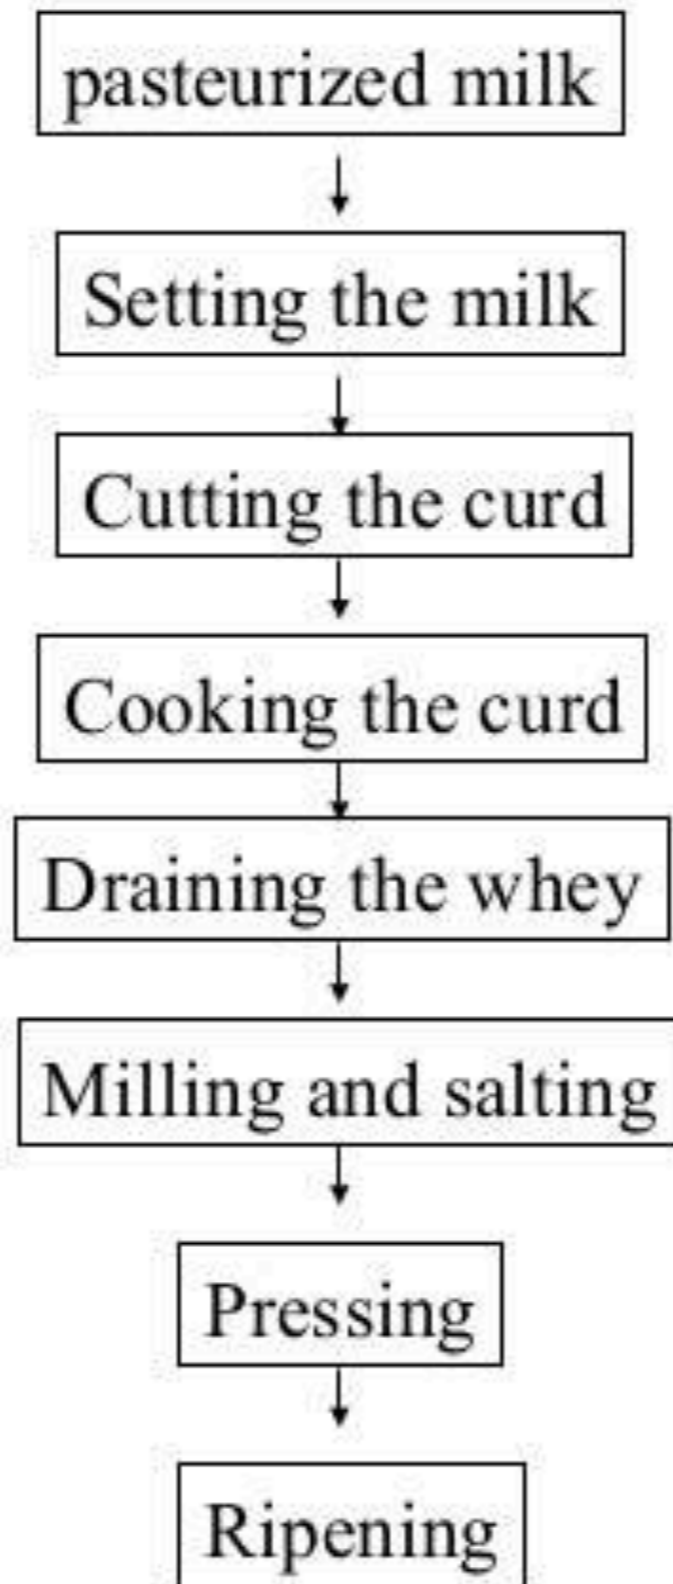 pasteurized milk
Setting the milk
Cutting the curd
Cooking the curd
Draining the whey
Milling and salting
Pressing
Ripening